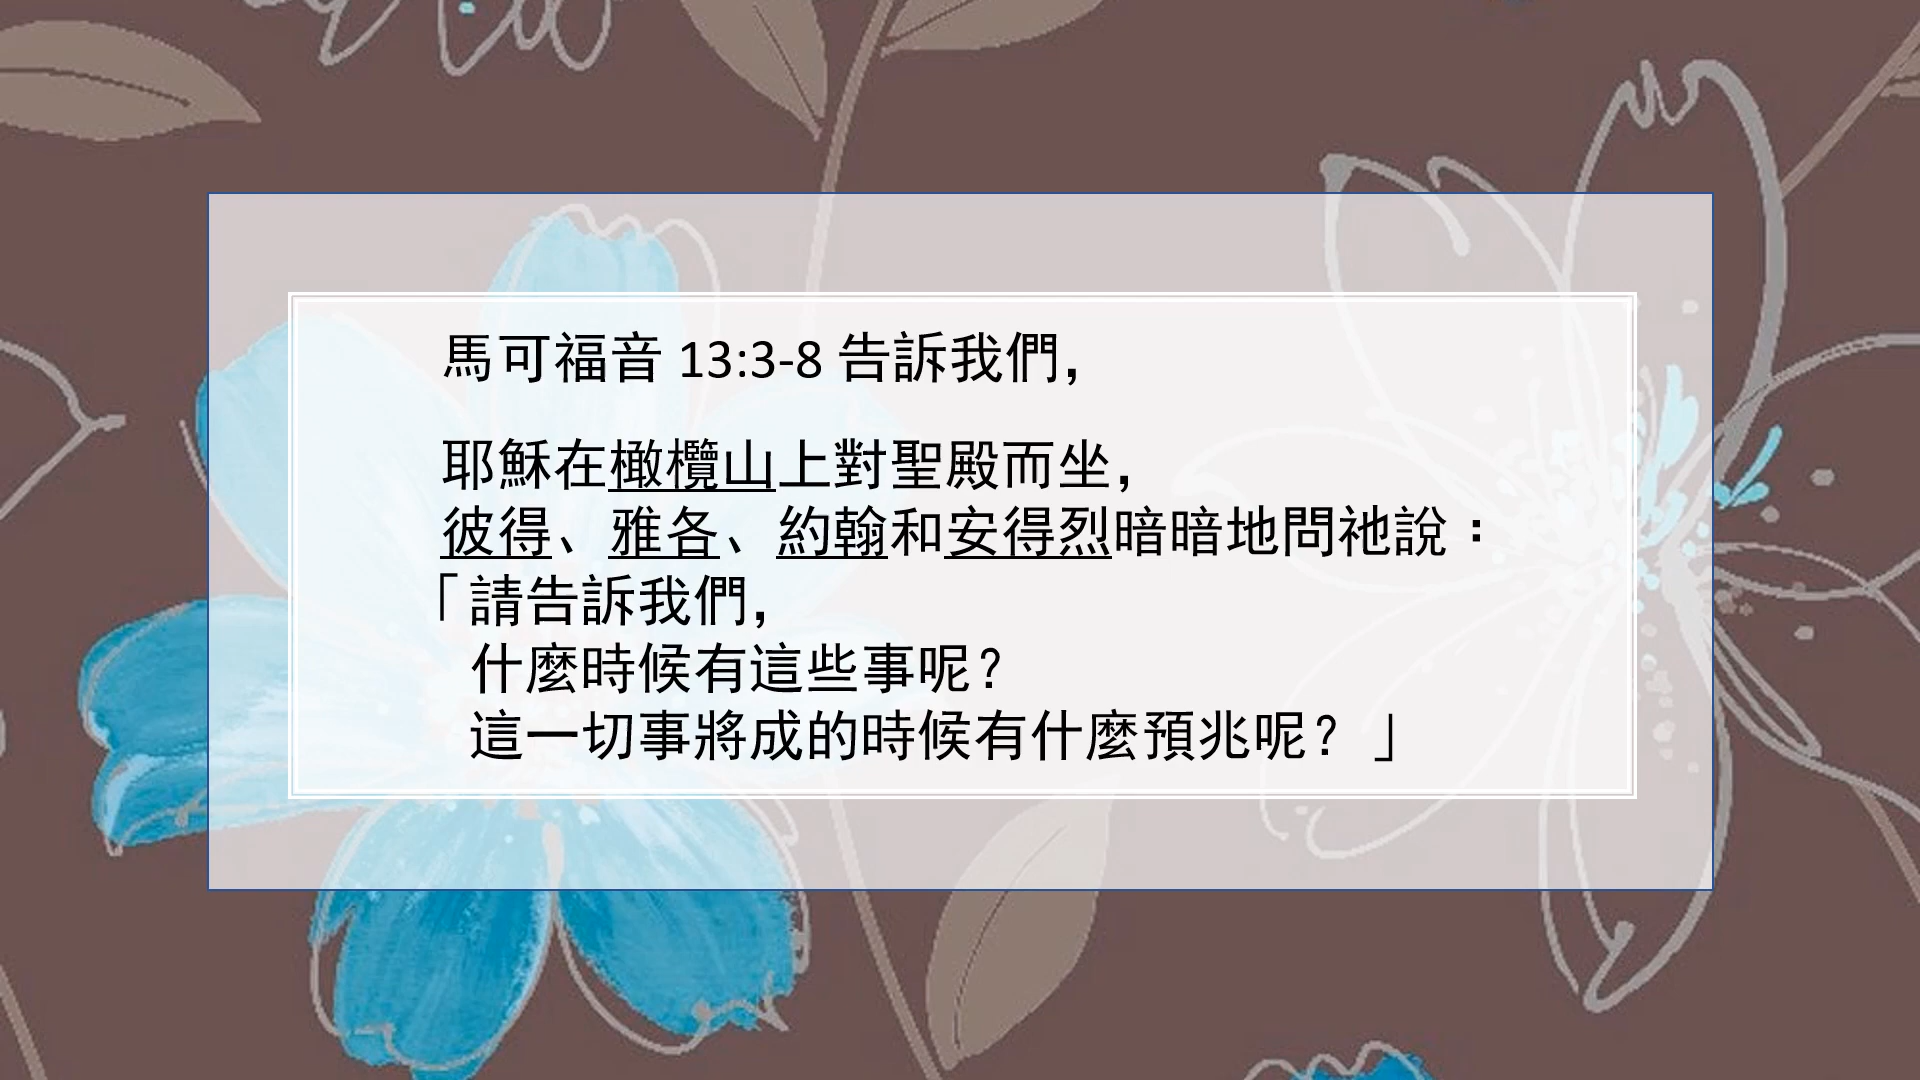 馬可福音 13:3-8 告訴我們，
耶穌在橄欖山上對聖殿而坐，
彼得、雅各、約翰和安得烈暗暗地問祂說：
「請告訴我們，
什麼時候有這些事呢？
這一切事將成的時候有什麼預兆呢？」